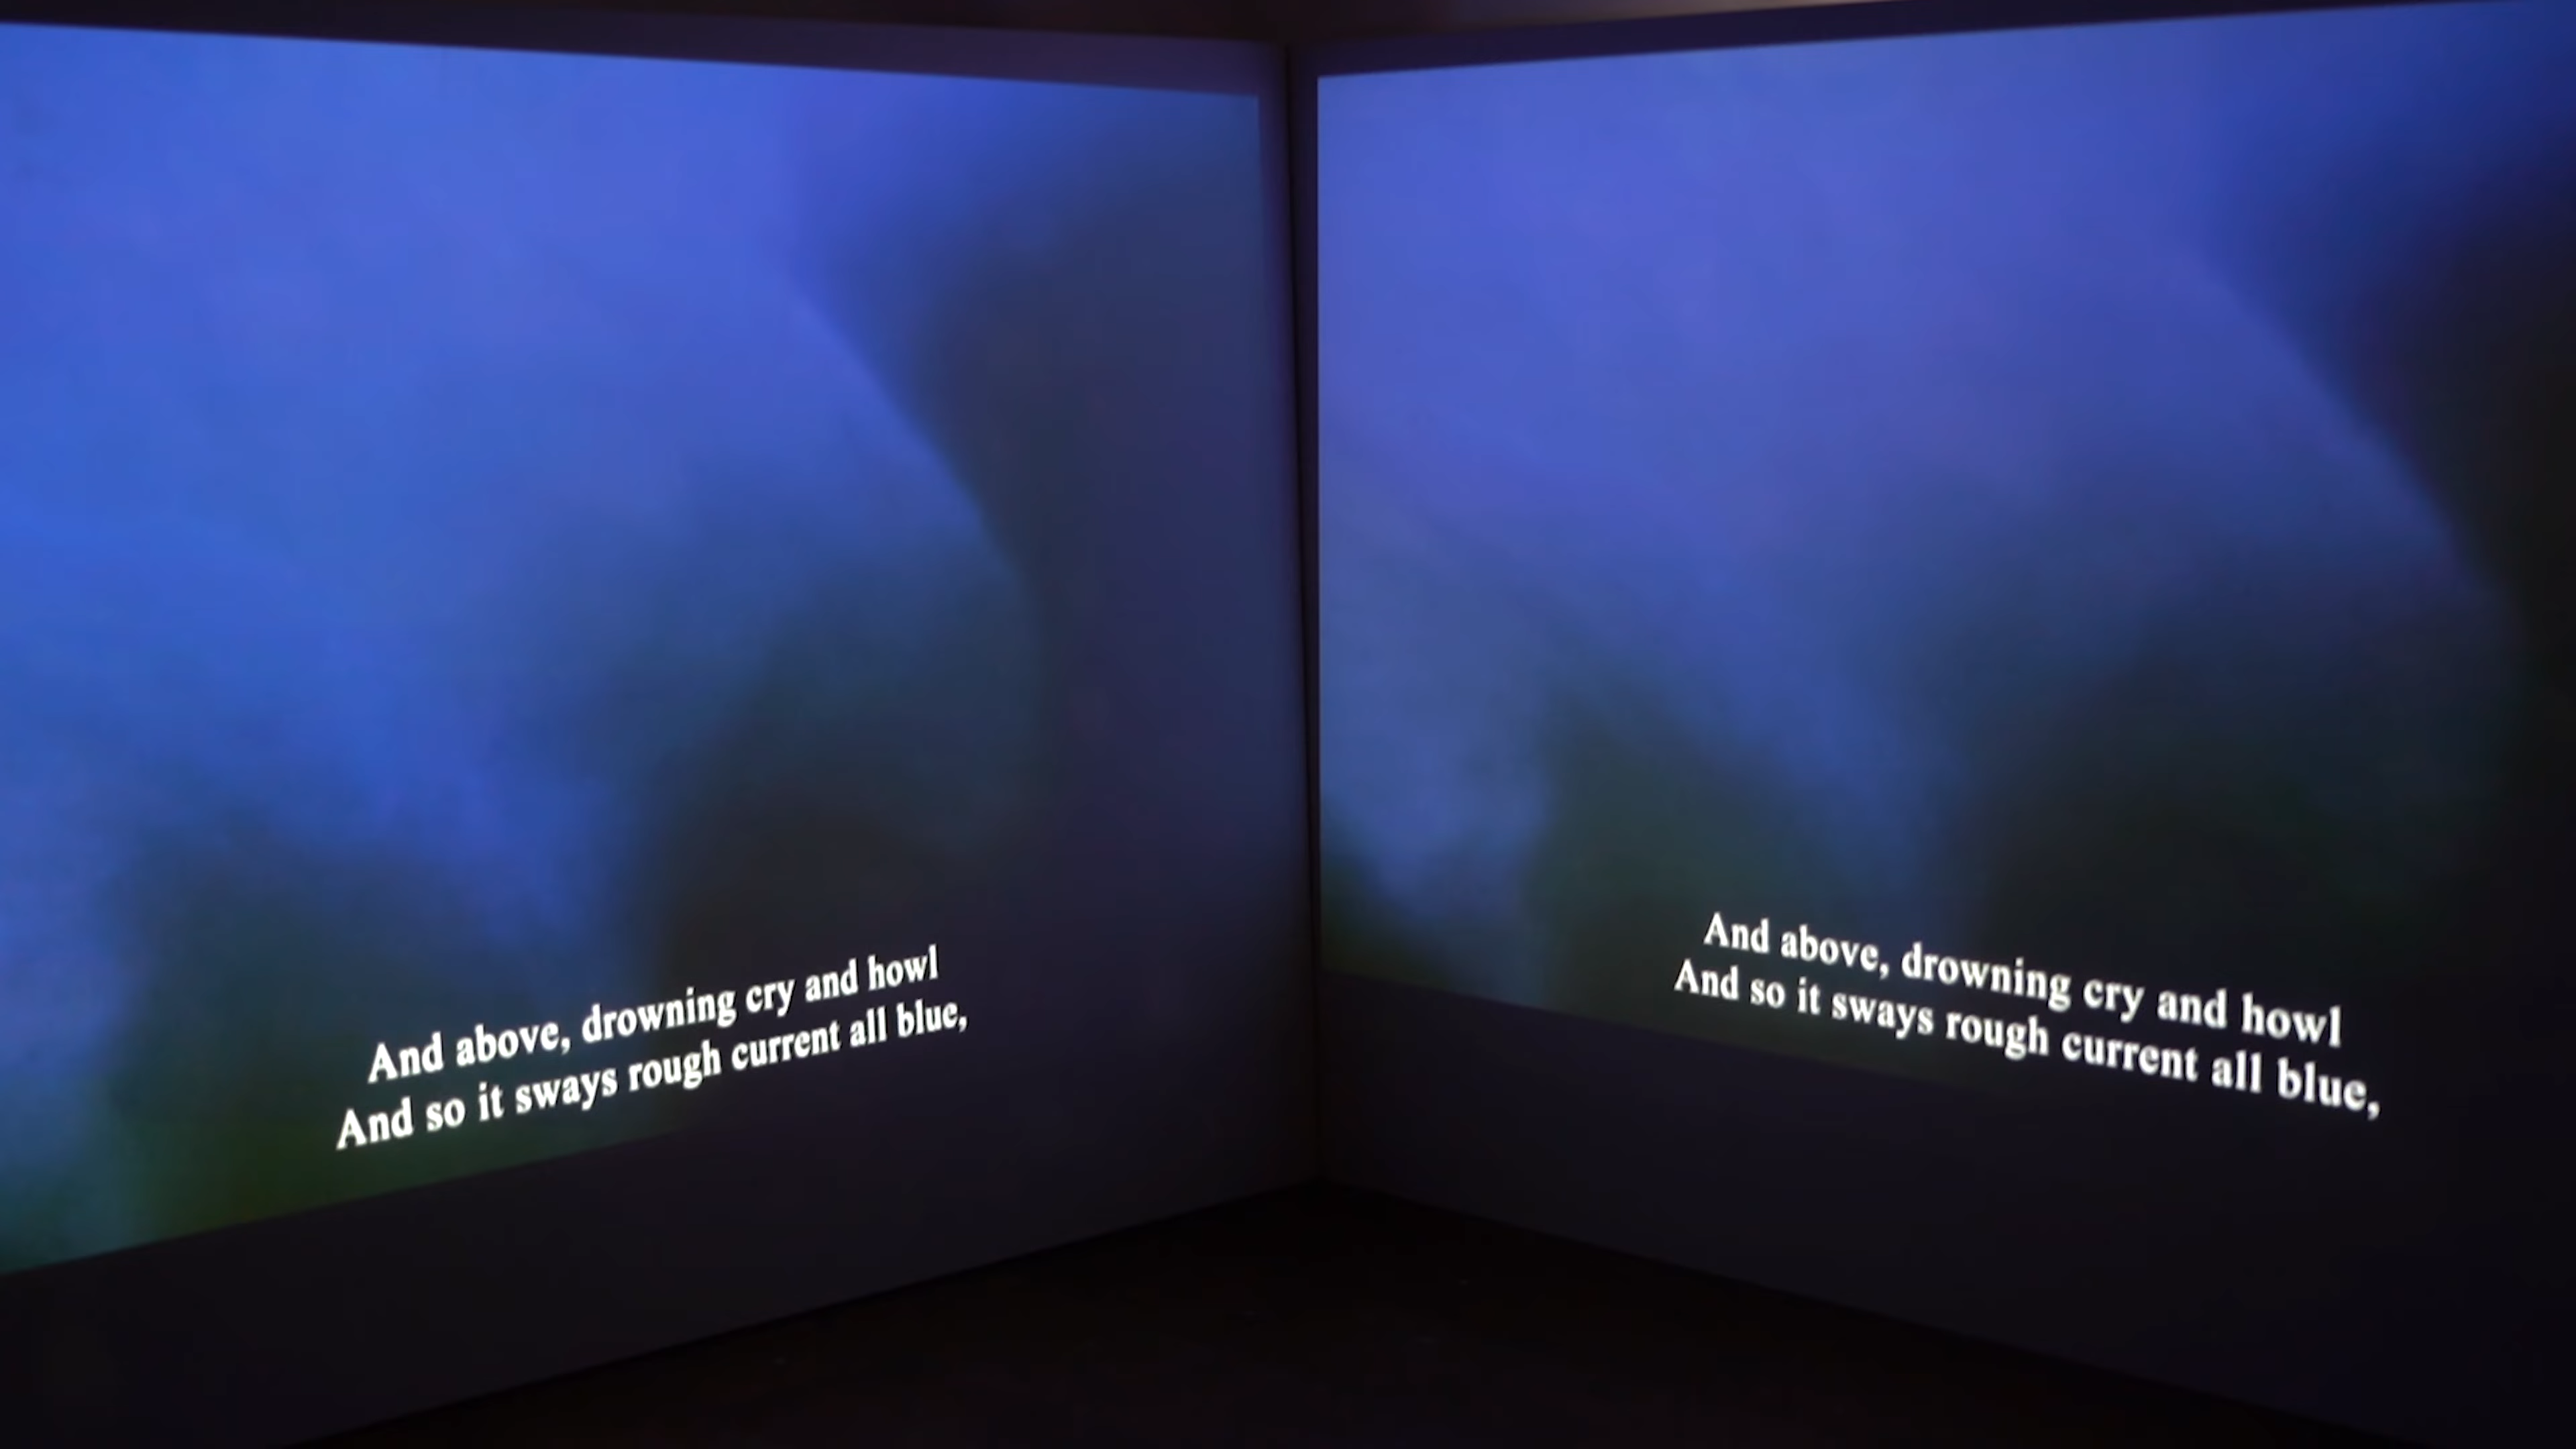 And above, drowning cry and howl
And so it sways rough current all blue,
And above, drowning cry and howl
And so it sways rough current all blue,